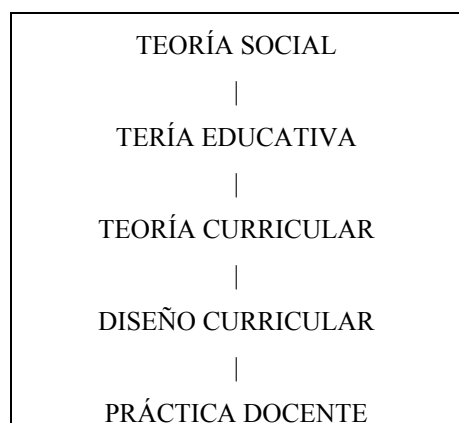 TEORÍA SOCIAL
|
TERÍA EDUCATIVA
|
TEORÍA CURRICULAR
|
DISEÑO CURRICULAR
|
PRÁCTICA DOCENTE